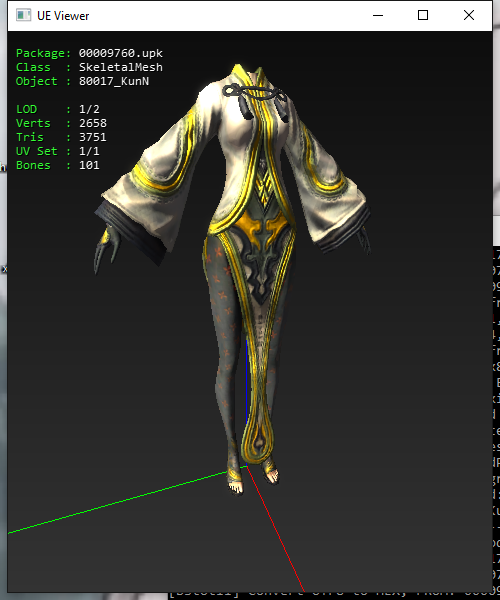 UE Viewer
Package: 00009760.upk
Class : SkeletalMesh
Object : 80017_KunN
LOD : 1/2
Verts : 2658
Tris : 3751
UV Set : 1/1
Bones : 101